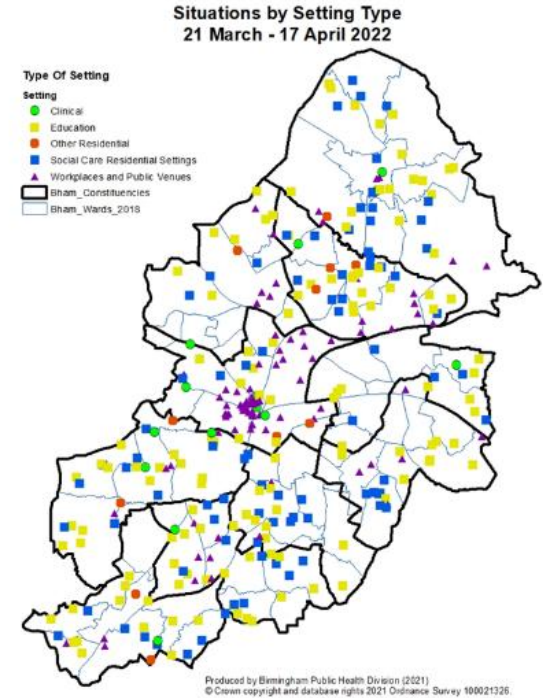 Situations by Setting Type
21 March - 17 April 2022
Type Of Setting
Setting
Clinical
Education
Other Residential
Social Care Residential Settings
Workplaces and Public Venues
Bham_Constituencies
Bham_Wards_2018
Produced by Birmingham Public Health Division (2021)
© Crown copyright and database rights 2021 Ordnance Survey 100021326